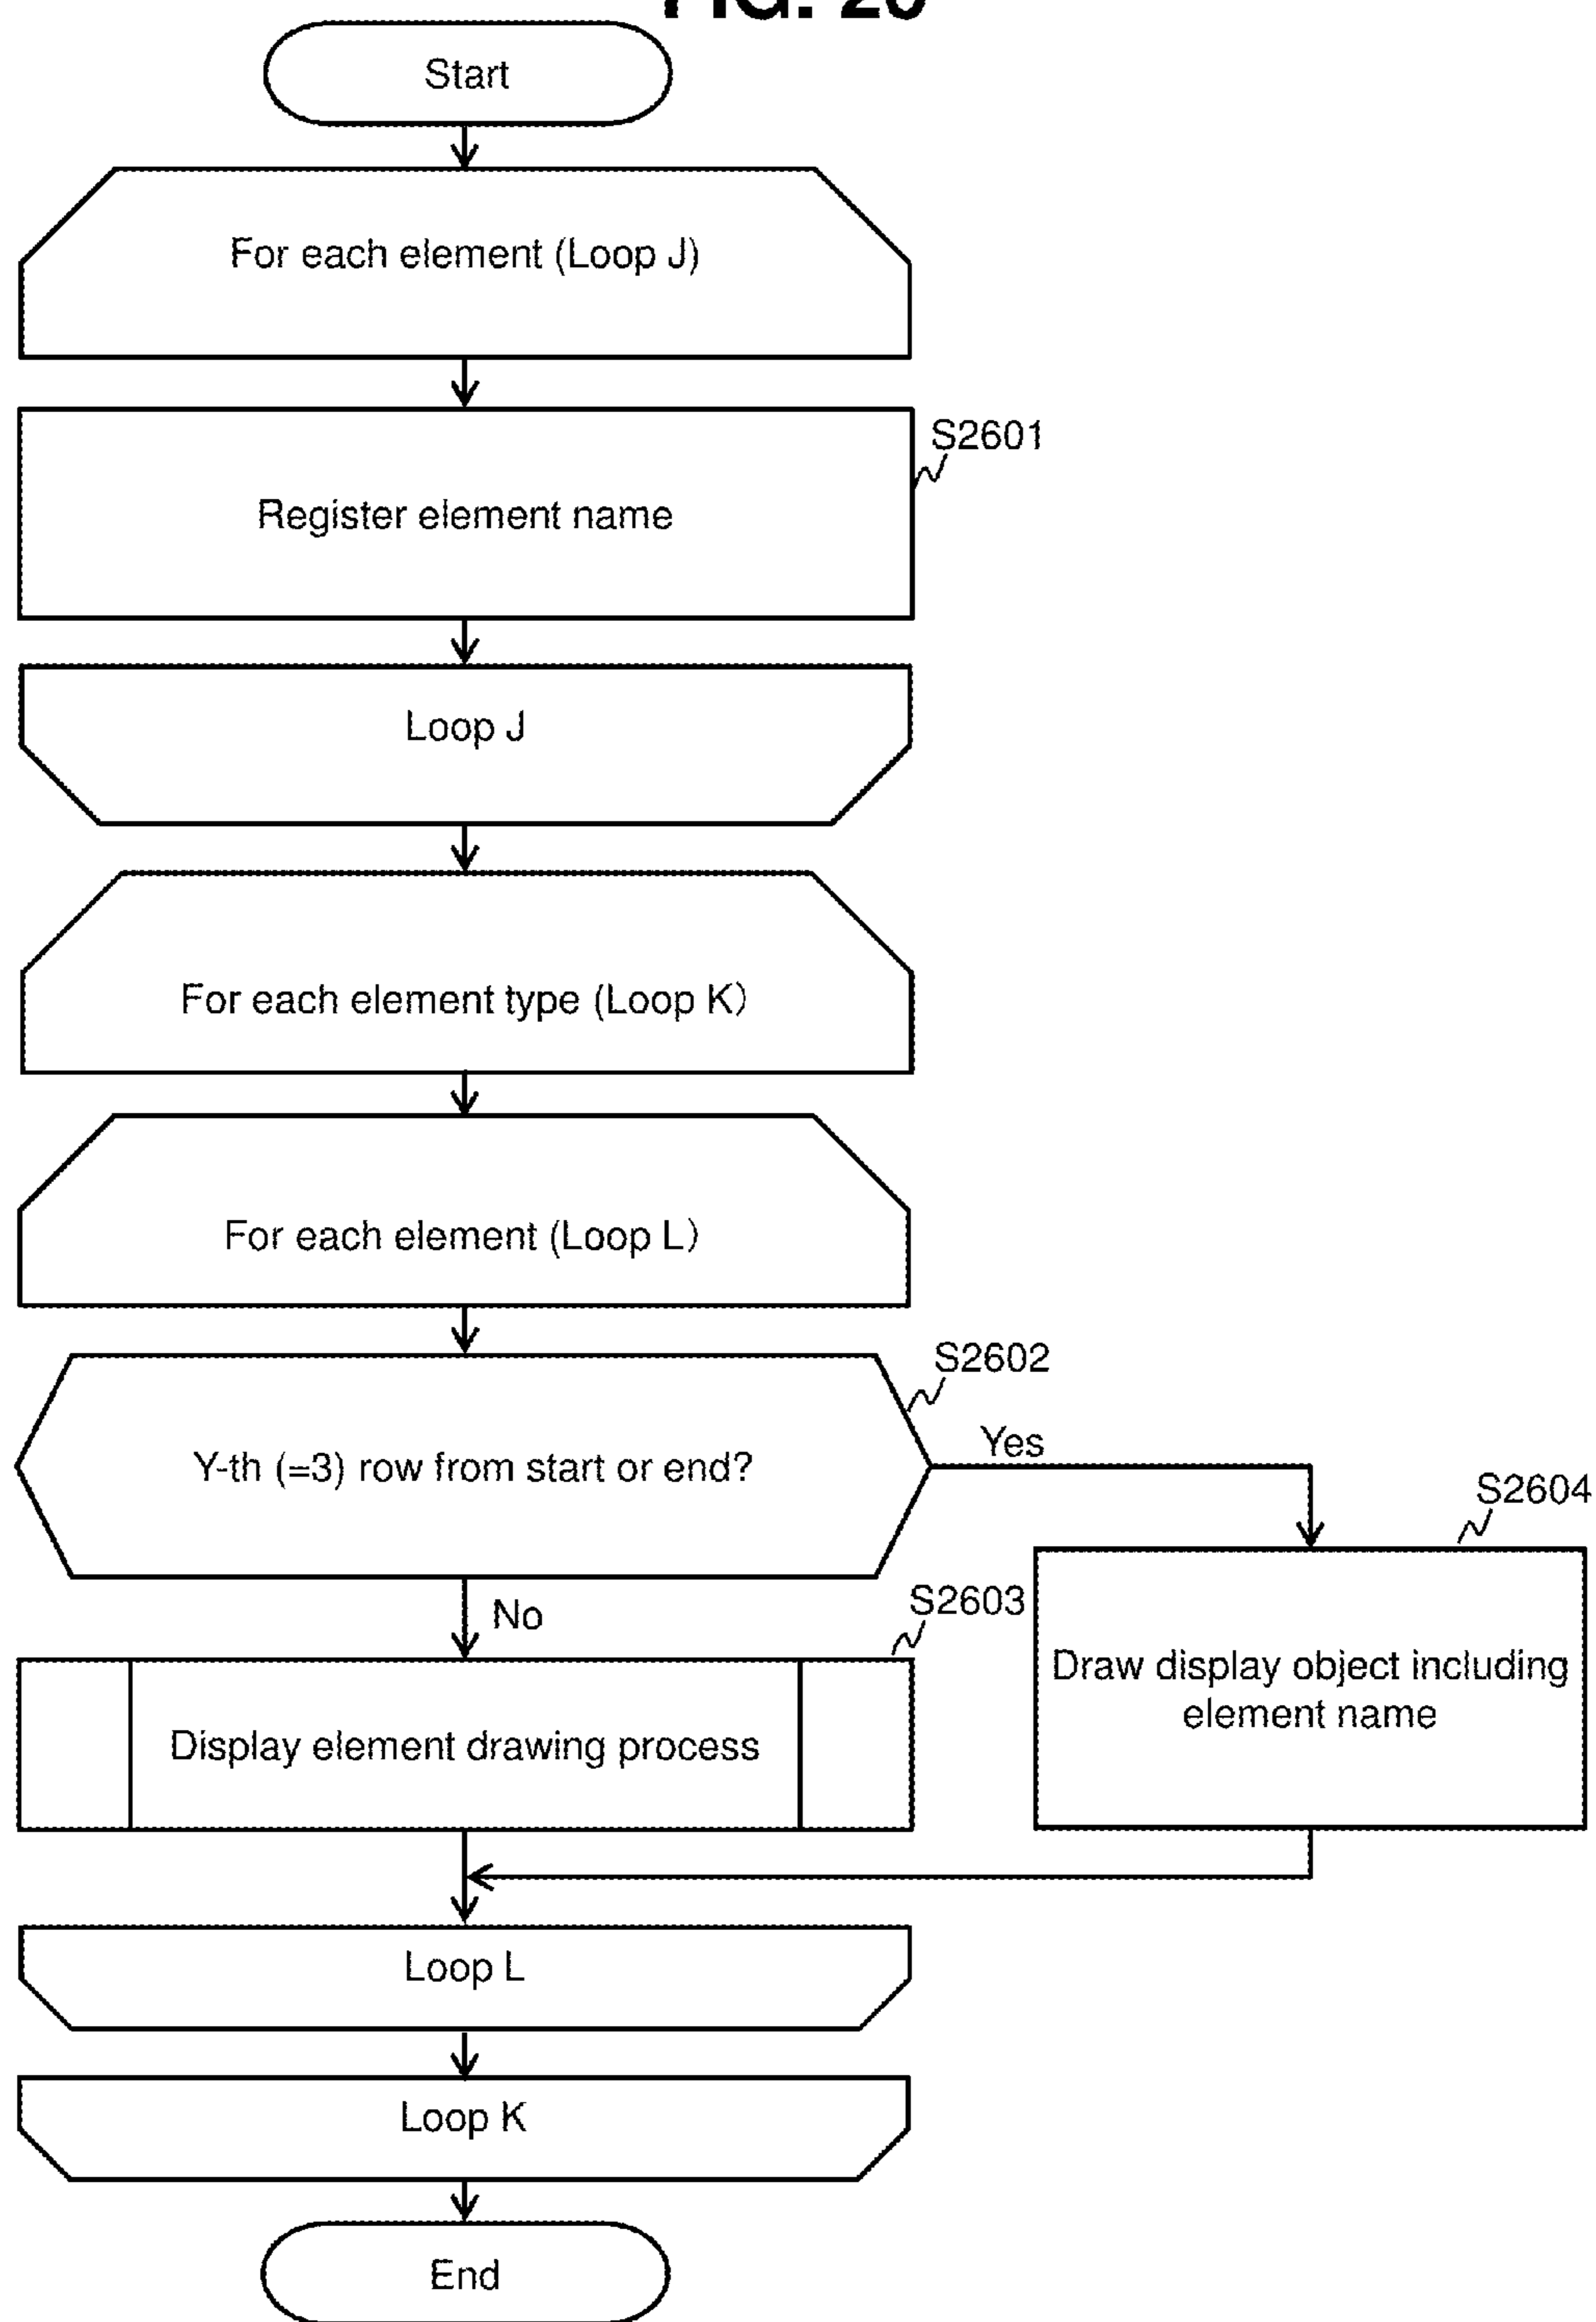 Start
For each element (Loop J)
S2601
Register element name
Loop J
For each element type (Loop K)
For each element (Loop L)
S2602
Y-th (=3) row from start or end?
Yes
S2604
No
S2603
Draw display object including
element name
Display element drawing process
Loop L
Loop K
End